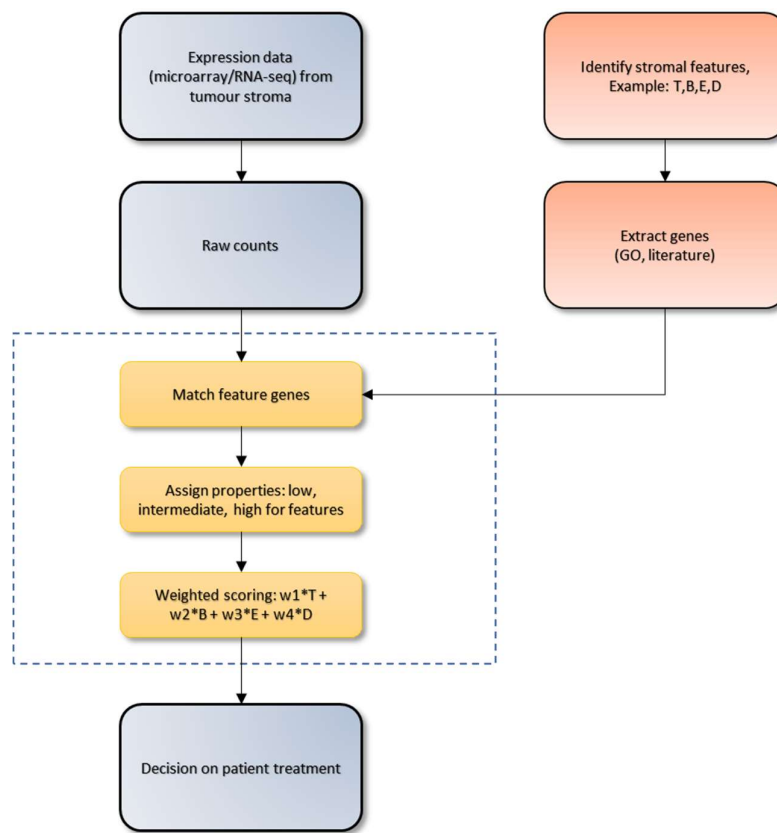 Expression data
(microarray/RNA-seq) from
tumour stroma
Identify stromal features,
Example: T,B,E,D
Raw counts
Extract genes
(GO, literature)
Match feature genes
Assign properties: low,
intermediate, high for features
Weighted scoring: w1*T +
w2*B + w3*E + w4*D
Decision on patient treatment